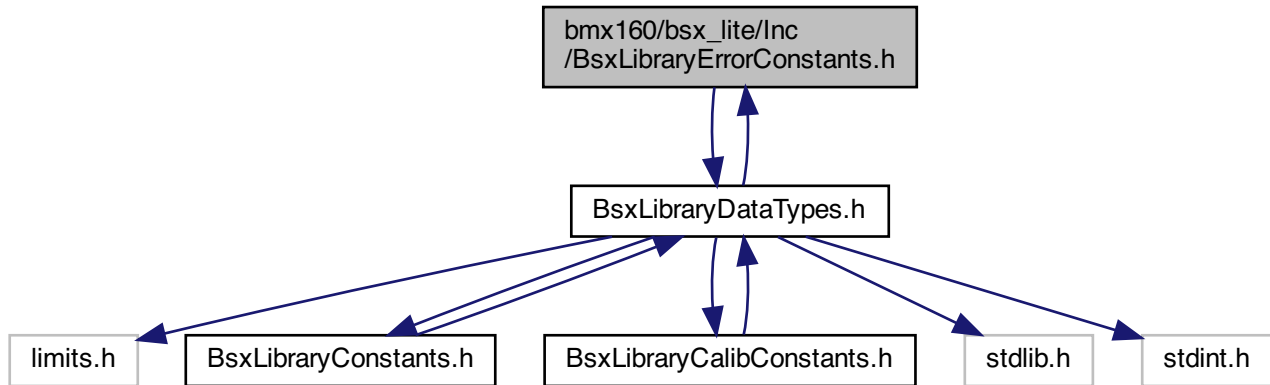 bmx160/bsx_lite/Inc
/BsxLibraryErrorConstants.h
BsxLibraryDataTypes.h
limits.h
BsxLibraryConstants.h
BsxLibraryCalibConstants.h
stdlib.h
stdint.h